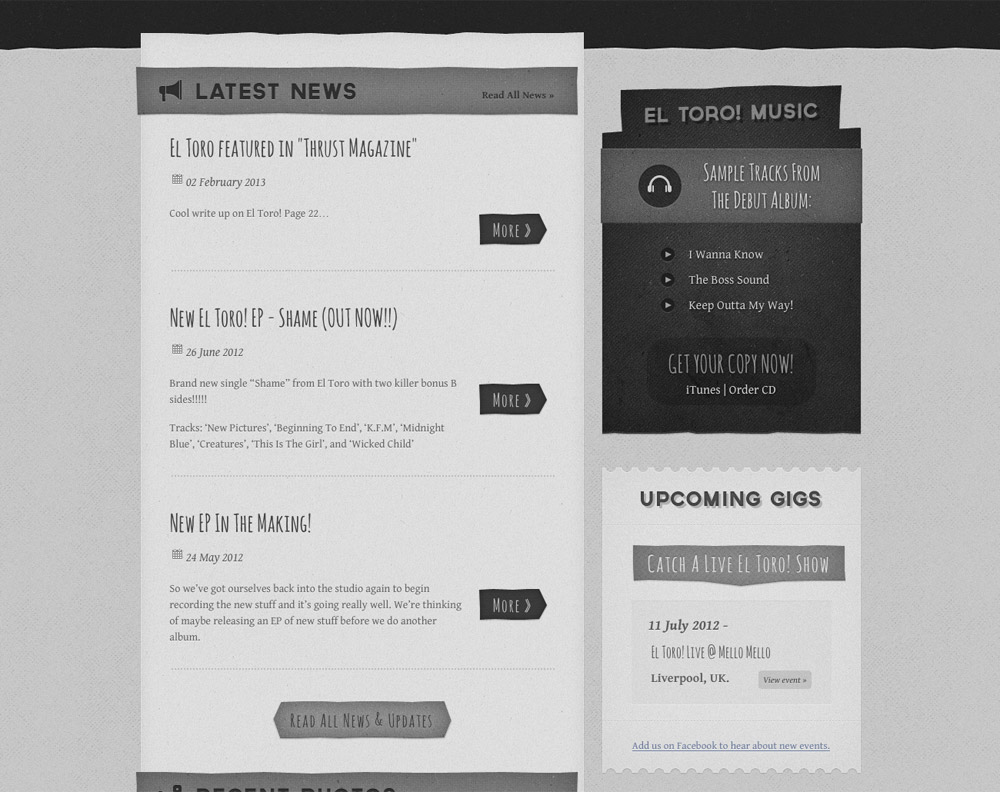 LATEST NEWS
Read All News »
El Toro featured in "Thrust Magazine"
02 February 2013
Cool write up on El Toro! Page 22...
More »
New El Toro! EP - Shame (OUT NOW!!)
26 June 2012
Brand new single “Shame” from El Toro with two killer bonus B
sides!!!!!
More »
Tracks: ‘New Pictures’, ‘Beginning To End’, ‘K.F.M’, ‘Midnight
Blue’, ‘Creatures’, ‘This Is The Girl’, and ‘Wicked Child’
New EP In The Making!
24 May 2012
So we’ve got ourselves back into the studio again to begin
recording the new stuff and it’s going really well. We’re thinking
of maybe releasing an EP of new stuff before we do another
album.
More »
Read All News & Updates
RECENT PHOTOS
EL TORO! MUSIC
Sample Tracks From
The Debut Album:
I Wanna Know
The Boss Sound
Keep Outta My Way!
GET YOUR COPY NOW!
iTunes | Order CD
UPCOMING GIGS
Catch A Live El Toro! Show
11 July 2012 -
El Toro! Live @ Mello Mello
Liverpool, UK.
View event »
Add us on Facebook to hear about new events.